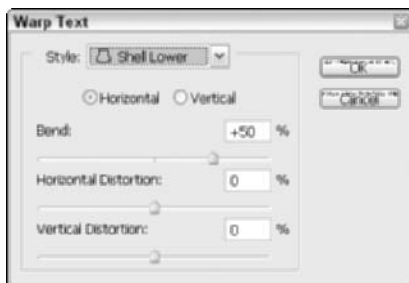 Warp Text
Style: Shell Lower
OK
Horizontal Vertical
Cancel
Bend: +50 %
Horizontal Distortion: 0 %
Vertical Distortion: 0 %